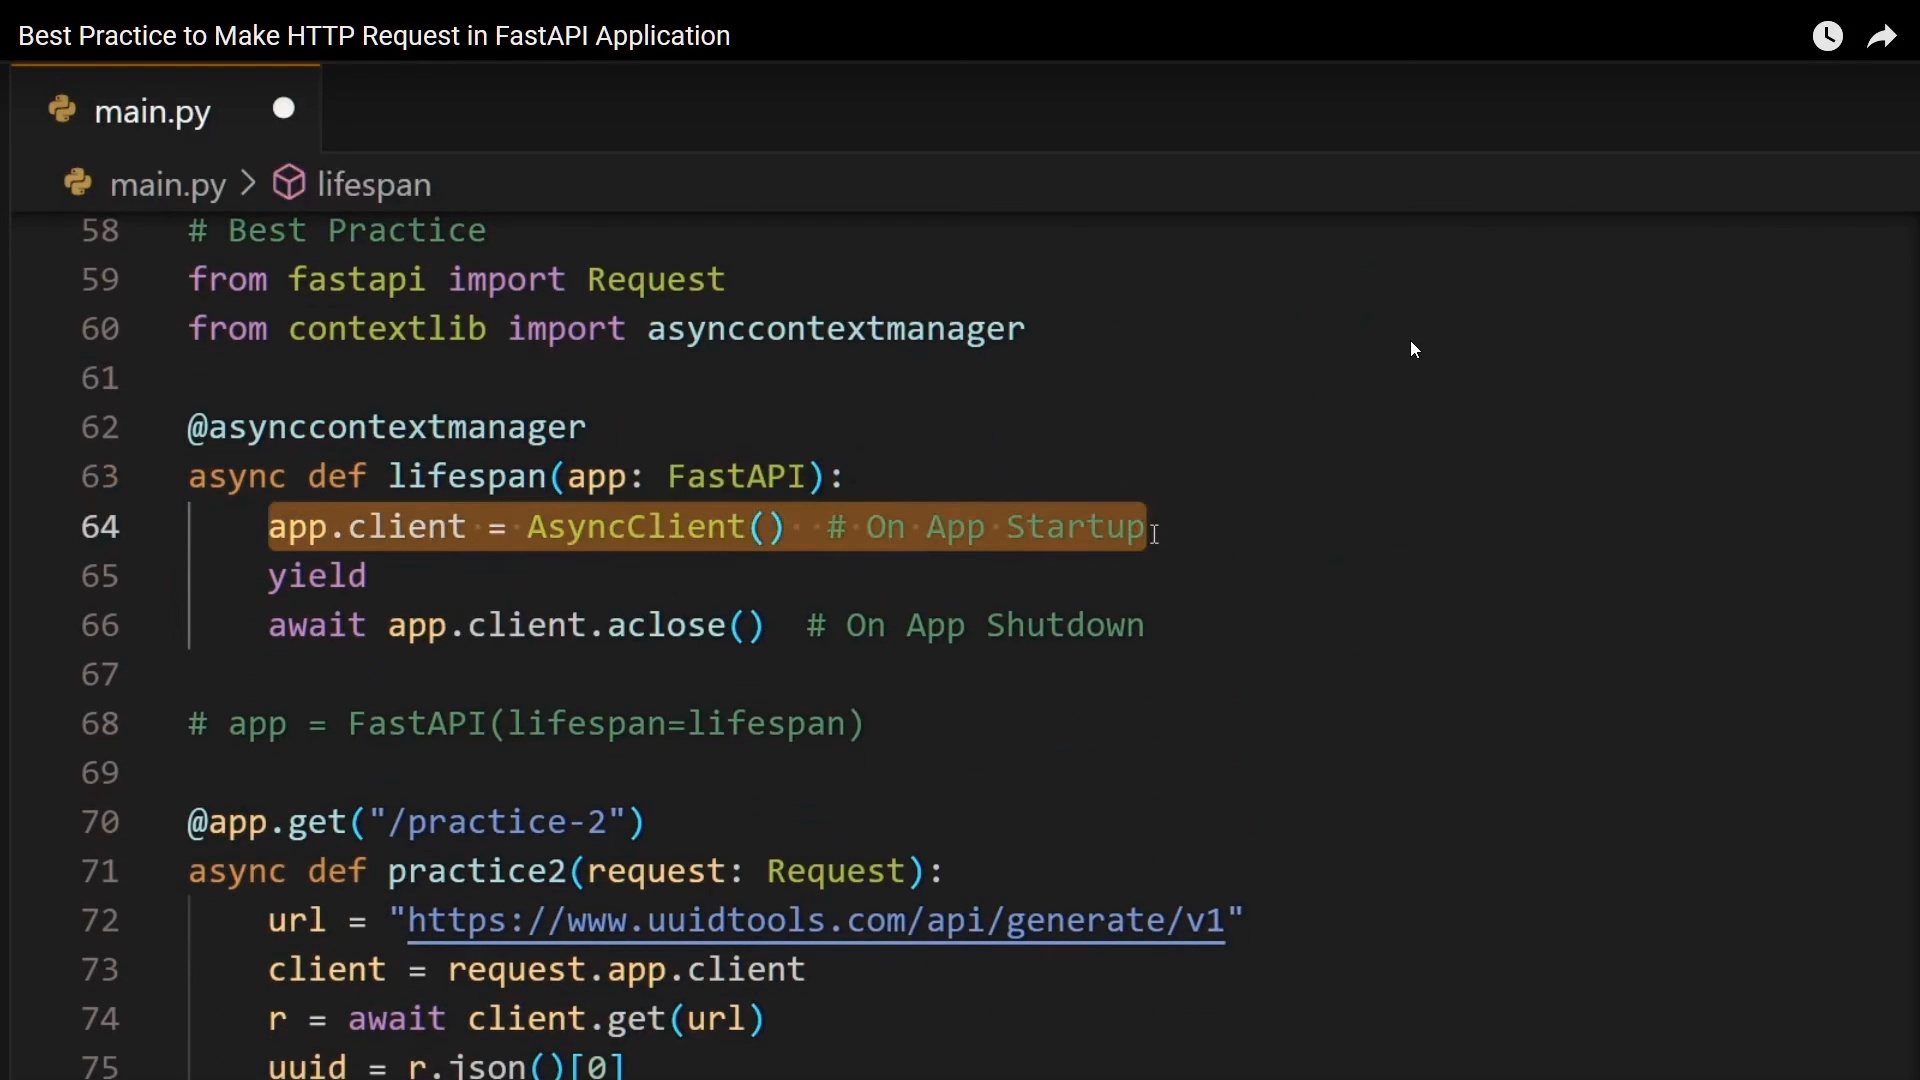 Best Practice to Make HTTP Request in FastAPI Application
main.py
main.py > lifespan
58 # Best Practice
59 from fastapi import Request
60 from contextlib import asynccontextmanager
61
62 @asynccontextmanager
63 async def lifespan(app: FastAPI):
64 app.client = AsyncClient()  # On App Startup
65 yield
66 await app.client.aclose()  # On App Shutdown
67
68 # app = FastAPI(lifespan=lifespan)
69
70 @app.get("/practice-2")
71 async def practice2(request: Request):
72 url = "https://www.uuidtools.com/api/generate/v1"
73 client = request.app.client
74 r = await client.get(url)
75 uuid = r.json()[0]